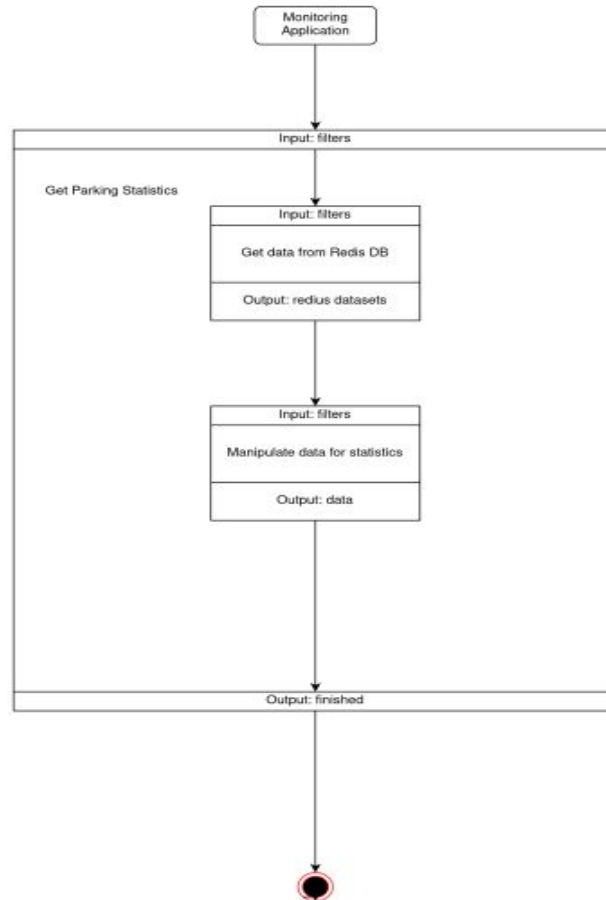 Monitoring
Application
Input: filters
Get Parking Statistics
Input: filters
Get data from Redis DB
Output: redius datasets
Input: filters
Manipulate data for statistics
Output: data
Output: finished